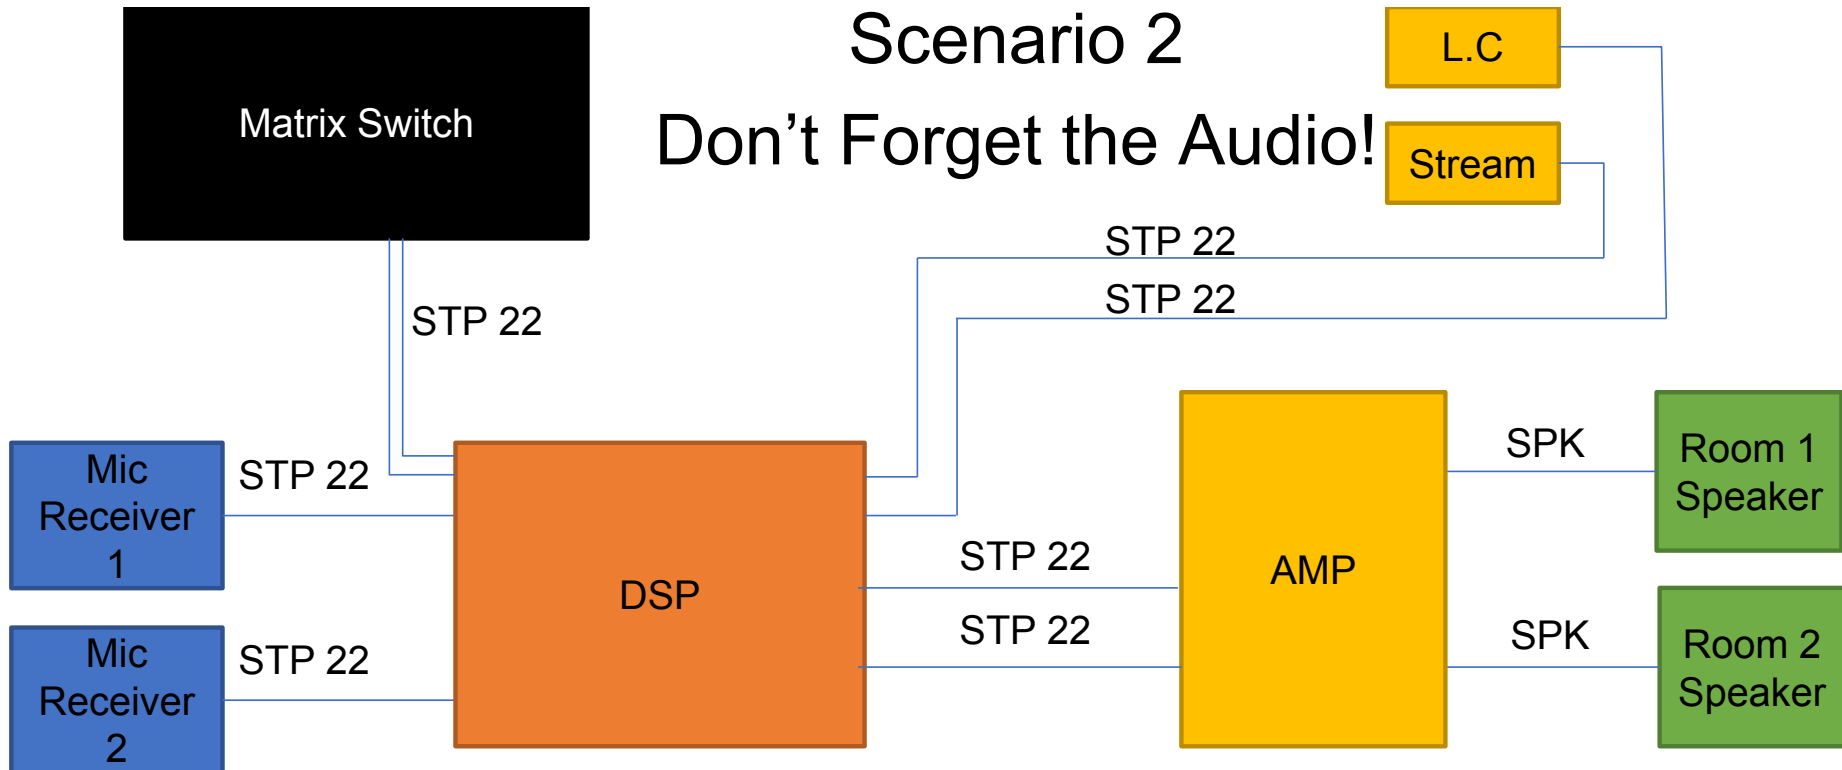 Scenario 2
Don’t Forget the Audio!
Matrix Switch
L.C
Stream
STP 22
STP 22
STP 22
Mic
Receiver
1
STP 22
Mic
Receiver
2
STP 22
DSP
STP 22
STP 22
AMP
SPK
Room 1
Speaker
SPK
Room 2
Speaker